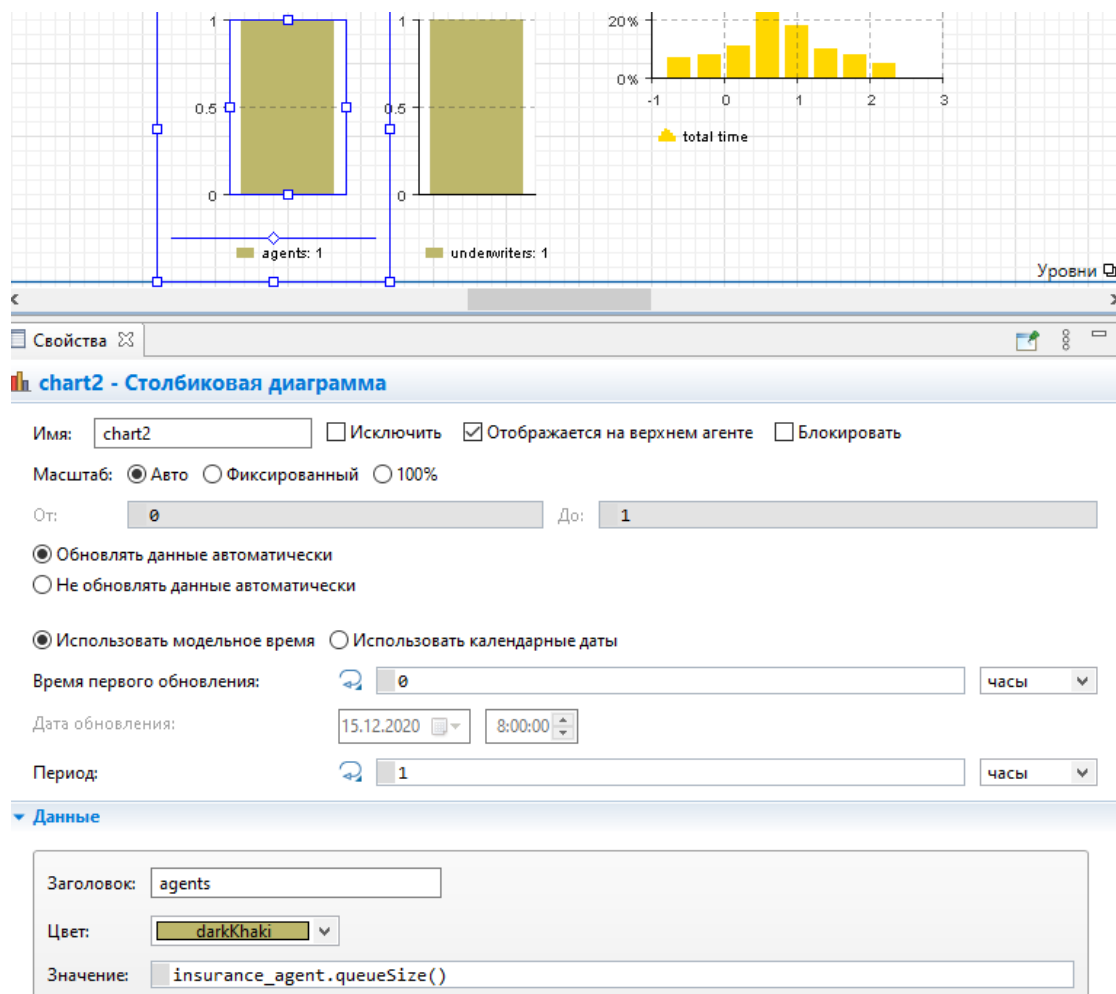 1 1 20%
0.5 0.5 0%
-1 0 1 2 3
total time
0 0
agents: 1 underwriters: 1
Уровни
Свойства
chart2 - Столбиковая диаграмма
Имя: chart2 Исключить Отображается на верхнем агенте Блокировать
Масштаб: Авто Фиксированный 100%
От: 0 До: 1
Обновлять данные автоматически
Не обновлять данные автоматически
Использовать модельное время Использовать календарные даты
Время первого обновления: 0 часы
Дата обновления: 15.12.2020 8:00:00
Период: 1 часы
Данные
Заголовок: agents
Цвет: darkKhaki
Значение: insurance_agent.queueSize()